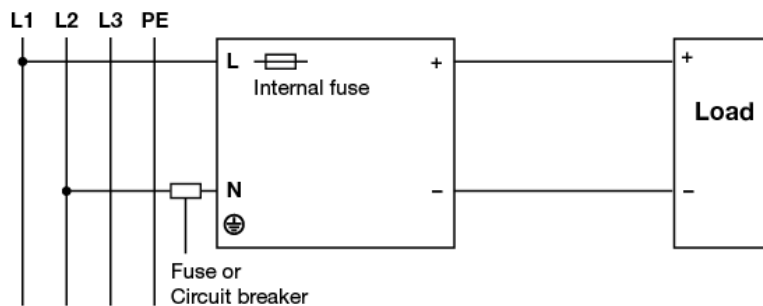 L1 L2 L3 PE
L
+
+
Internal fuse
Load
N
−
−
Fuse or
Circuit breaker